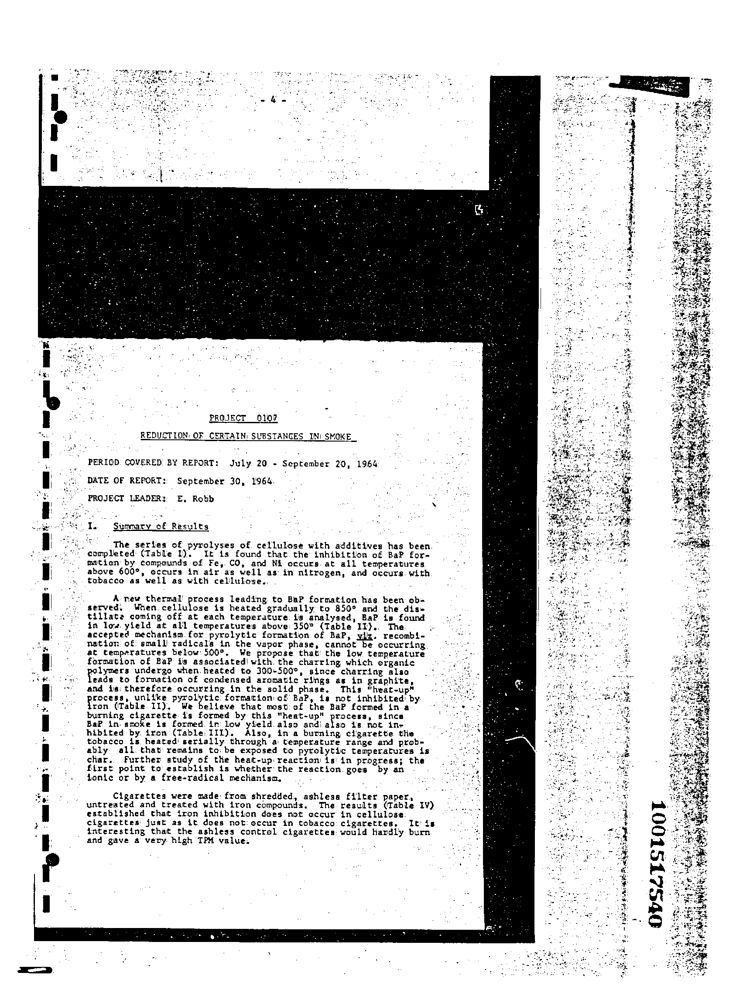 - 4 -
PROJECT 0107
REDUCTION OF CERTAIN SUBSTANCES IN SMOKE
PERIOD COVERED BY REPORT: July 20 - September 20, 1964
DATE OF REPORT: September 30, 1964
PROJECT LEADER: E. Robb
I. Summary of Results
The series of pyrolyses of cellulose with additives has been
completed (Table I). It is found that the inhibition of BaP for-
mation by compounds of Fe, CO, and Ni occurs at all temperatures
above 600°, occurs in air as well as in nitrogen, and occurs with
tobacco as well as with cellulose.
A new thermal process leading to BaP formation has been ob-
served. When cellulose is heated gradually to 850° and the dis-
tillate coming off at each temperature is analysed, BaP is found
in low yield at all temperatures above 350° (Table II). The
accepted mechanism for pyrolytic formation of BaP, viz. recombi-
nation of small radicals in the vapor phase, cannot be occurring
at temperatures below 500°. We propose that the low temperature
formation of BaP is associated with the charring which organic
polymers undergo when heated to 300-500°, since charring also
leads to formation of condensed aromatic rings as in graphite,
and is therefore occurring in the solid phase. This "heat-up"
process, unlike pyrolytic formation of BaP, is not inhibited by
iron (Table II). We believe that most of the BaP formed in a
burning cigarette is formed by this "heat-up" process, since
BaP in smoke is formed in low yield also and also is not in-
hibited by iron (Table III). Also, in a burning cigarette the
tobacco is heated serially through a temperature range and prob-
ably all that remains to be exposed to pyrolytic temperatures is
char. Further study of the heat-up reaction is in progress; the
first point to establish is whether the reaction goes by an
ionic or by a free-radical mechanism.
Cigarettes were made from shredded, ashless filter paper,
untreated and treated with iron compounds. The results (Table IV)
established that iron inhibition does not occur in cellulose
cigarettes just as it does not occur in tobacco cigarettes. It is
interesting that the ashless control cigarettes would hardly burn
and gave a very high TPM value.
1001517540